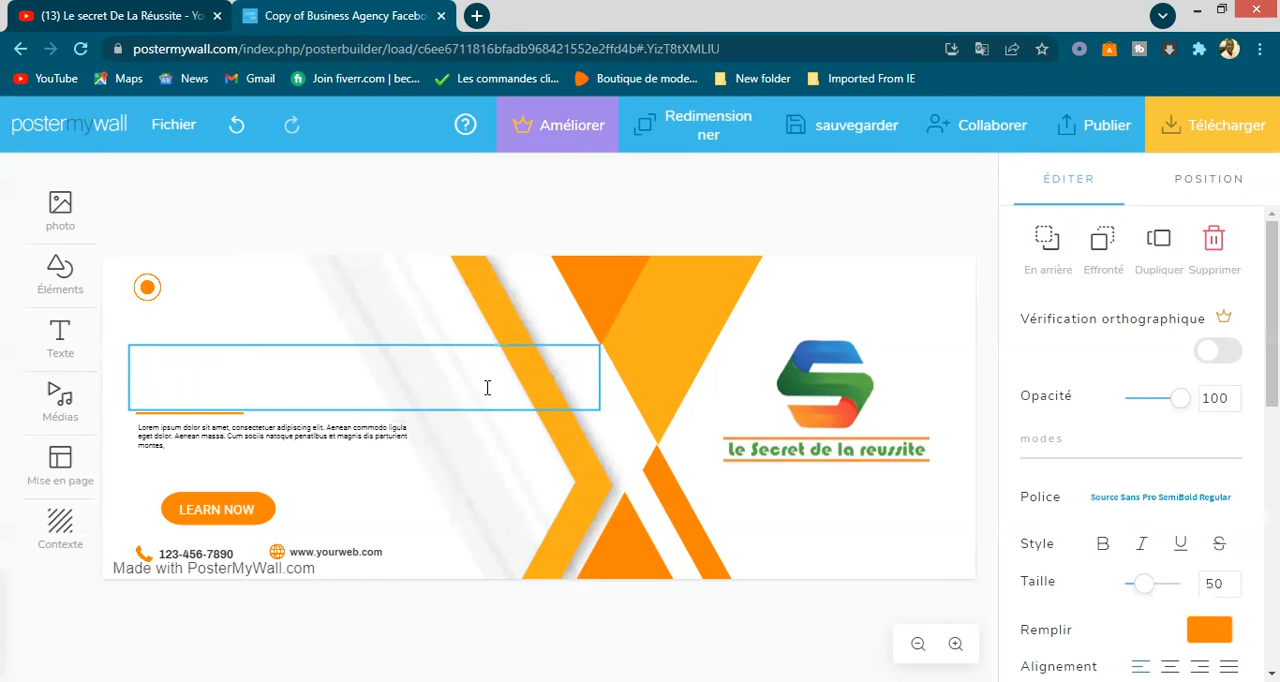 (13) Le secret De La Réussite - Yo
Copy of Business Agency Facebo
postermywall.com/index.php/posterbuilder/load/c6ee6711816bfadb968421552e2ffd4b#.YizT8tXMLIU
YouTube
Maps
News
Gmail
Join fiverr.com | bec...
Les commandes cli...
Boutique de mode...
New folder
Imported From IE
postermywall
Fichier
Améliorer
Redimension
ner
sauvegarder
Collaborer
Publier
Télécharger
photo
Éléments
Texte
Médias
Mise en page
Contexte
Lorem ipsum dolor sit amet, consectetuer adipiscing elit. Aenean commodo ligula
eget dolor. Aenean massa. Cum sociis natoque penatibus et magnis dis parturient
montes,
LEARN NOW
123-456-7890
www.yourweb.com
Made with PosterMyWall.com
Le Secret de la reussite
ÉDITER
POSITION
En arrière
Effronté
Dupliquer
Supprimer
Vérification orthographique
Opacité
100
modes
Police
Source Sans Pro SemiBold Regular
Style
B I U S
Taille
50
Remplir
Alignement